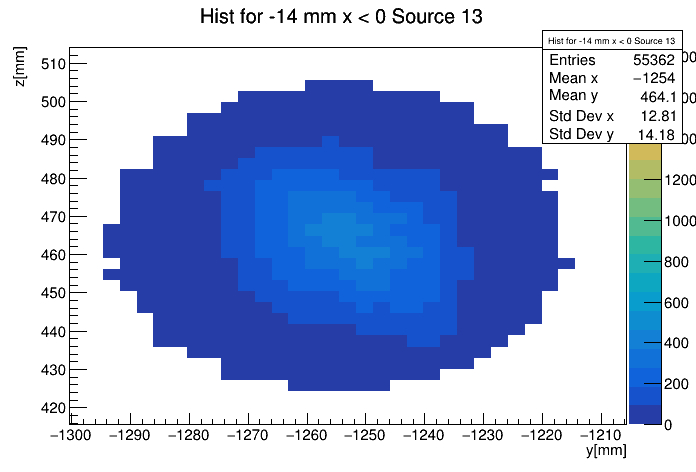 Hist for -14 mm x < 0 Source 13
Hist for -14 mm x < 0 Source 13
Entries 55362
Mean x −1254
Mean y 464.1
Std Dev x 12.81
Std Dev y 14.18
z[mm]
510
500
490
480
470
460
450
440
430
420
−1300 −1290 −1280 −1270 −1260 −1250 −1240 −1230 −1220 −1210
y[mm]
1200
1000
800
600
400
200
0